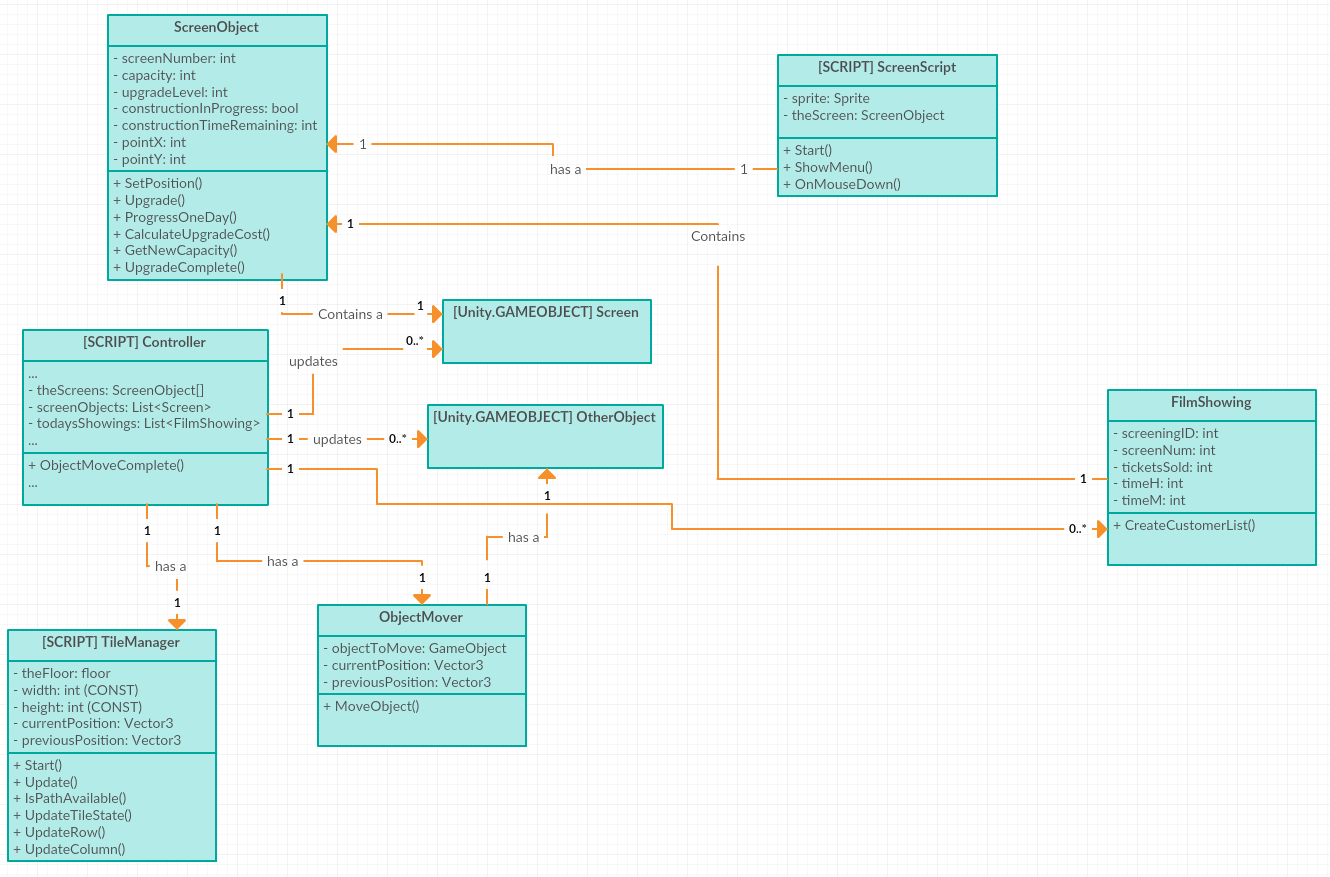 ScreenObject
- screenNumber: int
- capacity: int
- upgradeLevel: int
- constructionInProgress: bool
- constructionTimeRemaining: int
- pointX: int
- pointY: int
+ SetPosition()
+ Upgrade()
+ ProgressOneDay()
+ CalculateUpgradeCost()
+ GetNewCapacity()
+ UpgradeComplete()
[SCRIPT] ScreenScript
- sprite: Sprite
- theScreen: ScreenObject
+ Start()
+ ShowMenu()
+ OnMouseDown()
1
has a
1
1
Contains
1
1
Contains a
1
[Unity.GAMEOBJECT] Screen
[SCRIPT] Controller
...
- theScreens: ScreenObject[]
- screenObjects: List<Screen>
- todaysShowings: List<FilmShowing>
...
+ ObjectMoveComplete()
...
updates
0..*
1
1
updates
0..*
1
[Unity.GAMEOBJECT] OtherObject
FilmShowing
- screeningID: int
- screenNum: int
- ticketsSold: int
- timeH: int
- timeM: int
+ CreateCustomerList()
0..*
1
has a
1
1
has a
1
1
has a
1
[SCRIPT] TileManager
- theFloor: floor
- width: int (CONST)
- height: int (CONST)
- currentPosition: Vector3
- previousPosition: Vector3
+ Start()
+ Update()
+ IsPathAvailable()
+ UpdateTileState()
+ UpdateRow()
+ UpdateColumn()
ObjectMover
- objectToMove: GameObject
- currentPosition: Vector3
- previousPosition: Vector3
+ MoveObject()